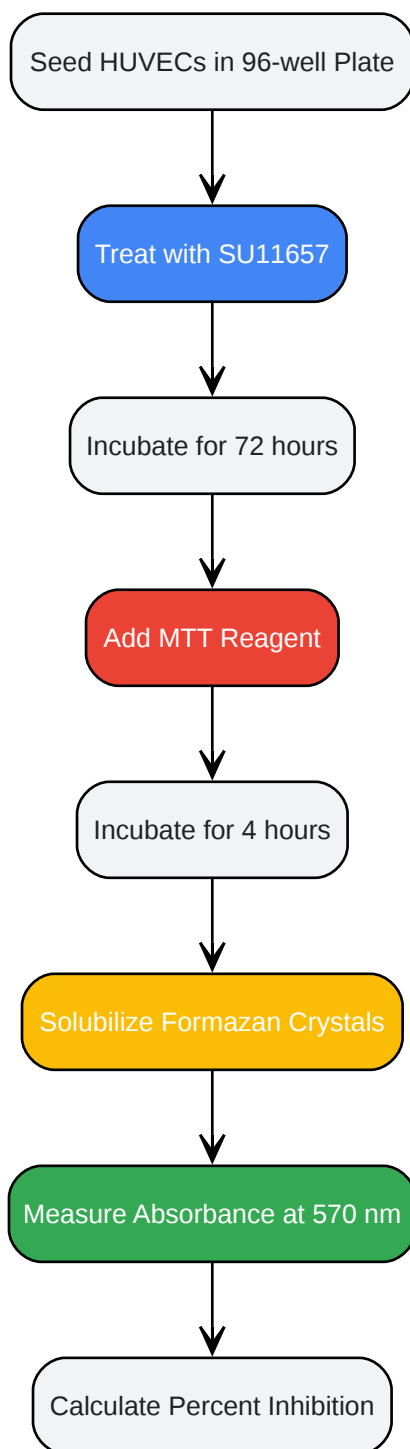 Seed HUVECs in 96-well Plate
Treat with SU11657
Incubate for 72 hours
Add MTT Reagent
Incubate for 4 hours
Solubilize Formazan Crystals
Measure Absorbance at 570 nm
Calculate Percent Inhibition